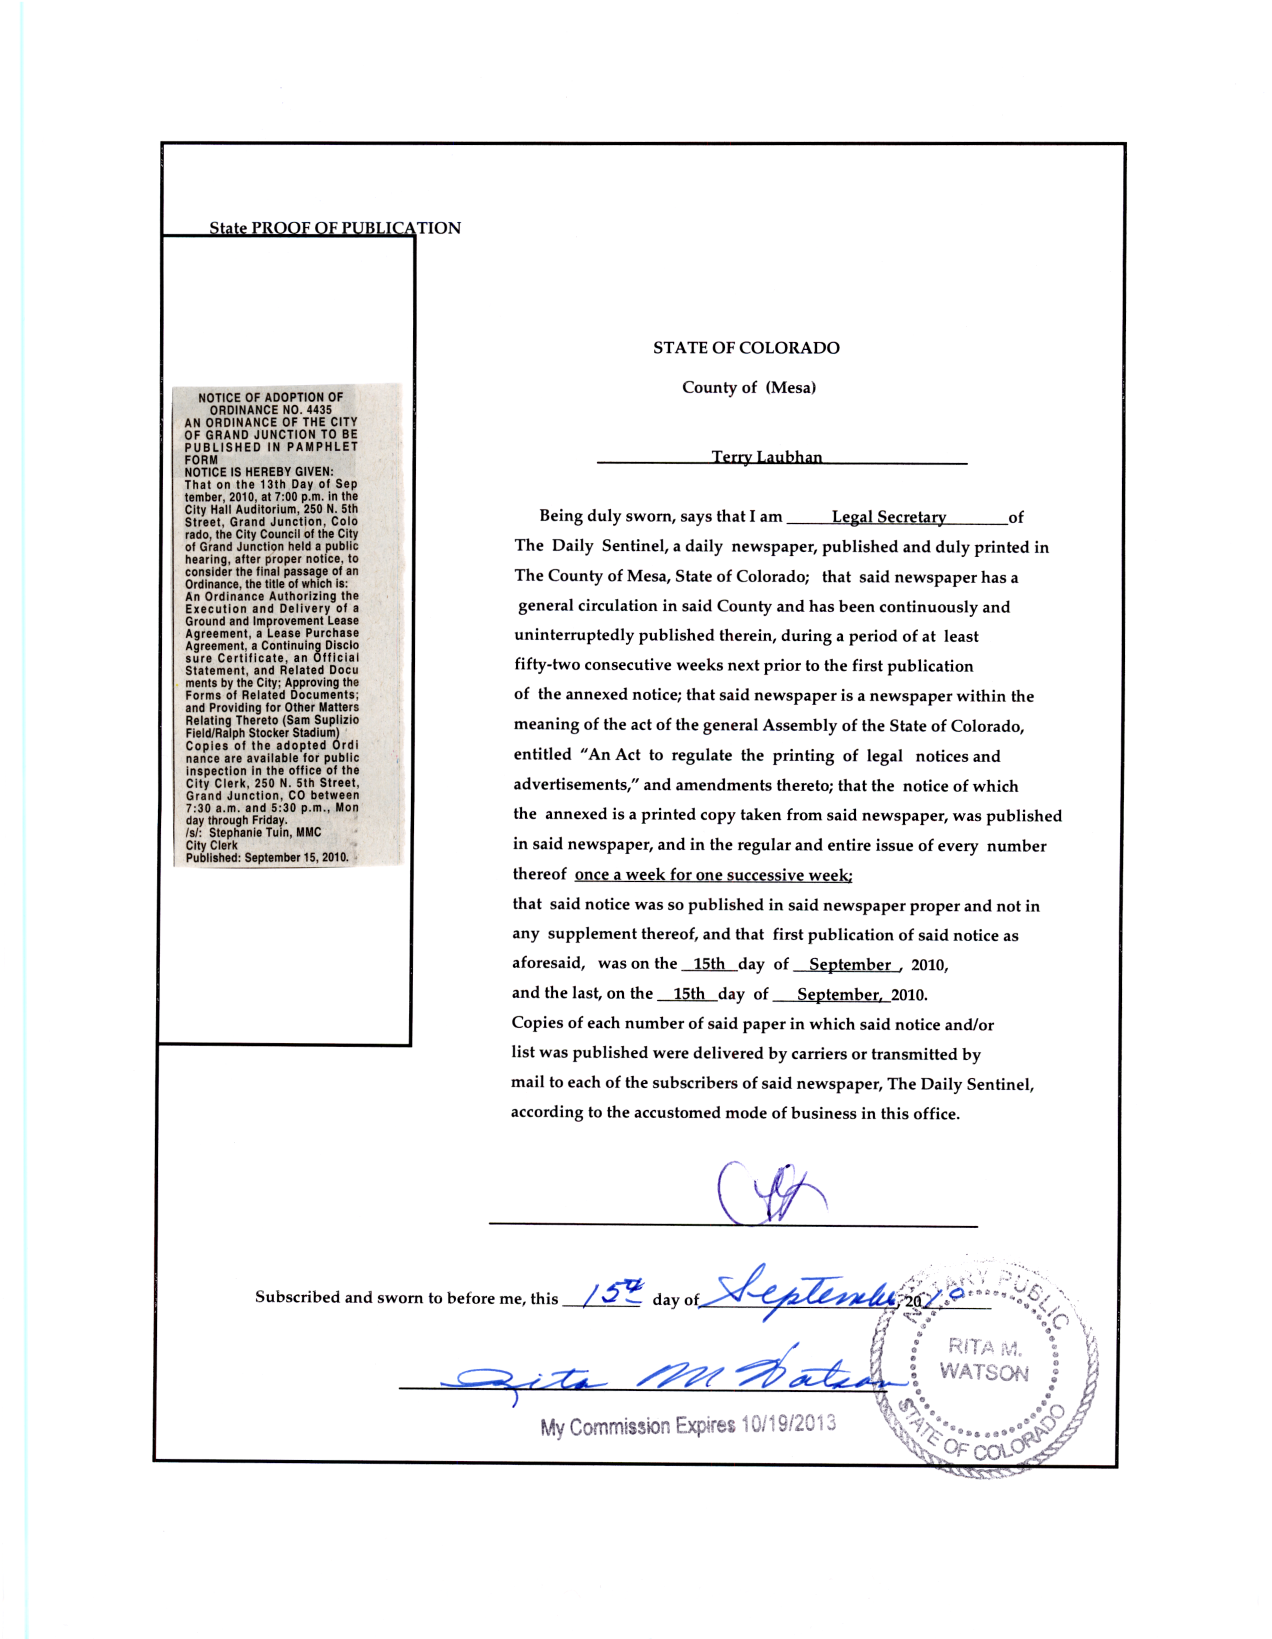 State PROOF OF PUBLICATION
NOTICE OF ADOPTION OF
ORDINANCE NO. 4435
AN ORDINANCE OF THE CITY
OF GRAND JUNCTION TO BE
PUBLISHED IN PAMPHLET
FORM
NOTICE IS HEREBY GIVEN:
That on the 13th Day of Sep
tember, 2010, at 7:00 p.m. in the
City Hall Auditorium, 250 N. 5th
Street, Grand Junction, Colo
rado, the City Council of the City
of Grand Junction held a public
hearing, after proper notice, to
consider the final passage of an
Ordinance, the title of which is:
An Ordinance Authorizing the
Execution and Delivery of a
Ground and Improvement Lease
Agreement, a Lease Purchase
Agreement, a Continuing Disclo
sure Certificate, an Official
Statement, and Related Docu
ments by the City; Approving the
Forms of Related Documents;
and Providing for Other Matters
Relating Thereto (Sam Suplizio
Field/Ralph Stocker Stadium)
Copies of the adopted Ordi
nance are available for public
inspection in the office of the
City Clerk, 250 N. 5th Street,
Grand Junction, CO between
7:30 a.m. and 5:30 p.m., Mon
day through Friday.
/s/: Stephanie Tuin, MMC
City Clerk
Published: September 15, 2010.
STATE OF COLORADO
County of (Mesa)
Terry Laubhan
Being duly sworn, says that I am Legal Secretary of
The Daily Sentinel, a daily newspaper, published and duly printed in
The County of Mesa, State of Colorado; that said newspaper has a
general circulation in said County and has been continuously and
uninterruptedly published therein, during a period of at least
fifty-two consecutive weeks next prior to the first publication
of the annexed notice; that said newspaper is a newspaper within the
meaning of the act of the general Assembly of the State of Colorado,
entitled “An Act to regulate the printing of legal notices and
advertisements,” and amendments thereto; that the notice of which
the annexed is a printed copy taken from said newspaper, was published
in said newspaper, and in the regular and entire issue of every number
thereof once a week for one successive week;
that said notice was so published in said newspaper proper and not in
any supplement thereof, and that first publication of said notice as
aforesaid, was on the 15th day of September , 2010,
and the last, on the 15th day of September, 2010.
Copies of each number of said paper in which said notice and/or
list was published were delivered by carriers or transmitted by
mail to each of the subscribers of said newspaper, The Daily Sentinel,
according to the accustomed mode of business in this office.
Subscribed and sworn to before me, this 15th day of September, 2010
Rita M Watson
My Commission Expires 10/19/2013
NOTARY PUBLIC
RITA M.
WATSON
STATE OF COLORADO